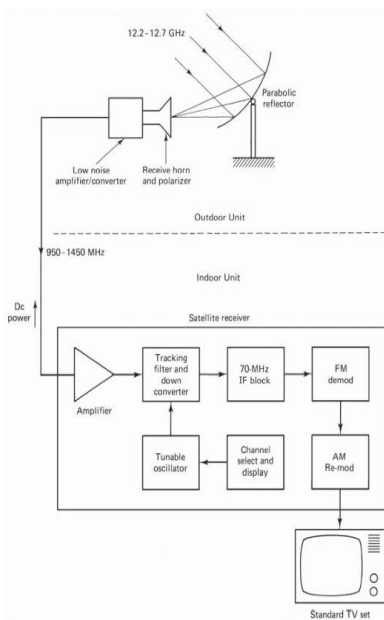 12.2-12.7 GHz
Parabolic
reflector
Low noise
amplifier/converter
Receive horn
and polarizer
Outdoor Unit
950-1450 MHz
Indoor Unit
Dc
power
Satellite receiver
Amplifier
Tracking
filter and
down
converter
70-MHz
IF block
FM
demod
Tunable
oscillator
Channel
select and
display
AM
Re-mod
Standard TV set